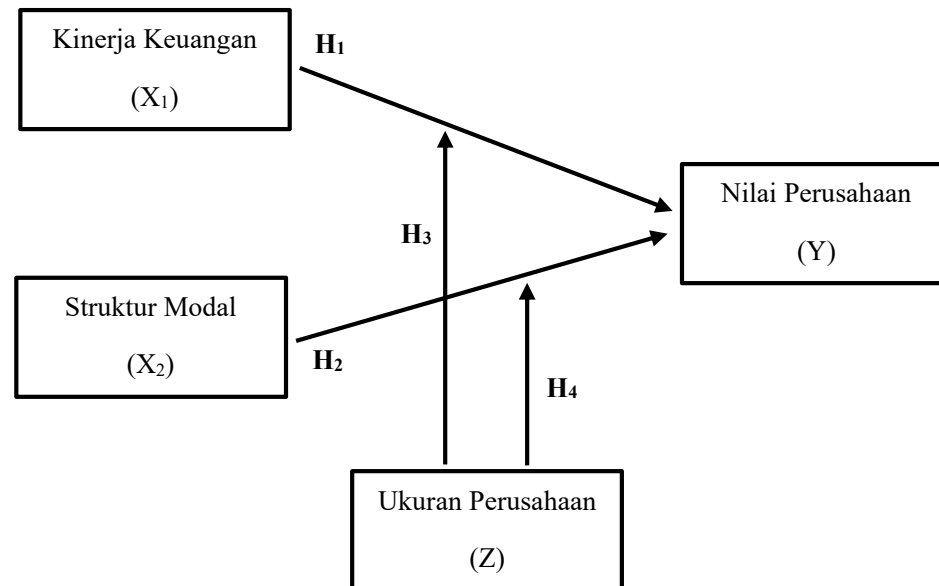 Kinerja Keuangan
(X₁)
H₁
Nilai Perusahaan
(Y)
H₃
Struktur Modal
(X₂)
H₂
H₄
Ukuran Perusahaan
(Z)